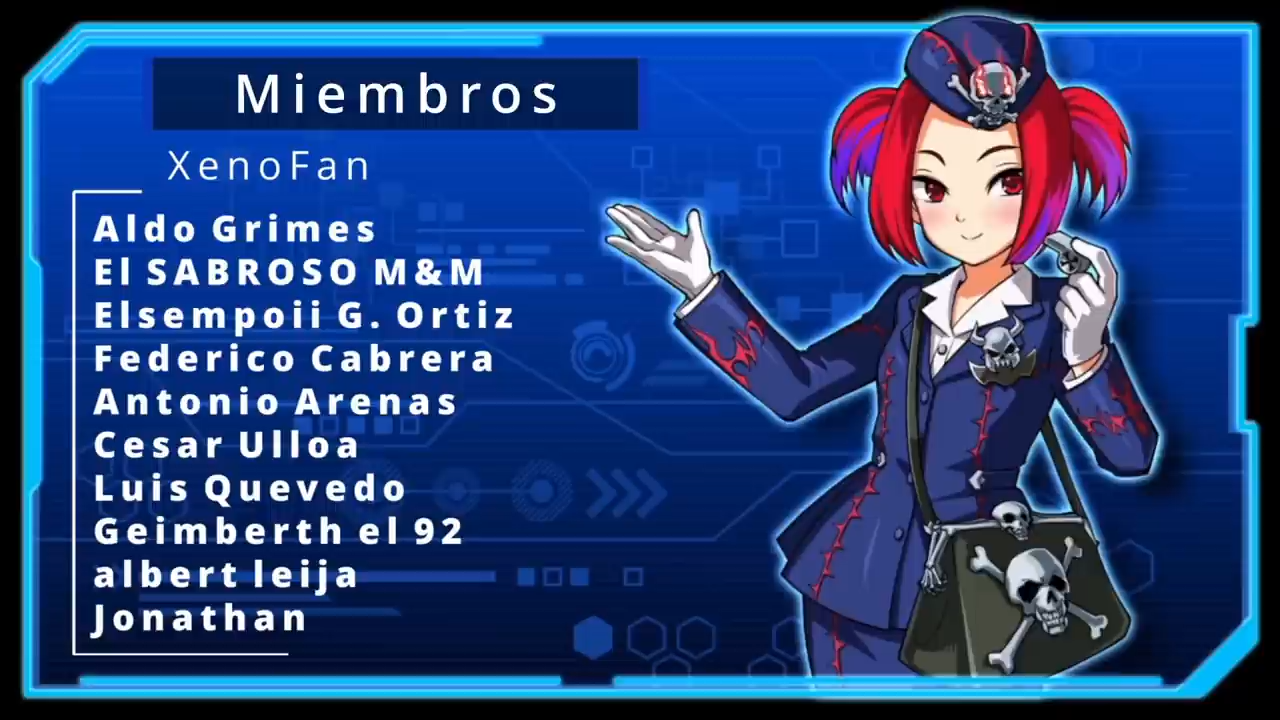 Miembros
XenoFan
Aldo Grimes
El SABROSO M&M
Elsempoii G. Ortiz
Federico Cabrera
Antonio Arenas
Cesar Ulloa
Luis Quevedo
Geimberth el 92
albert leija
Jonathan